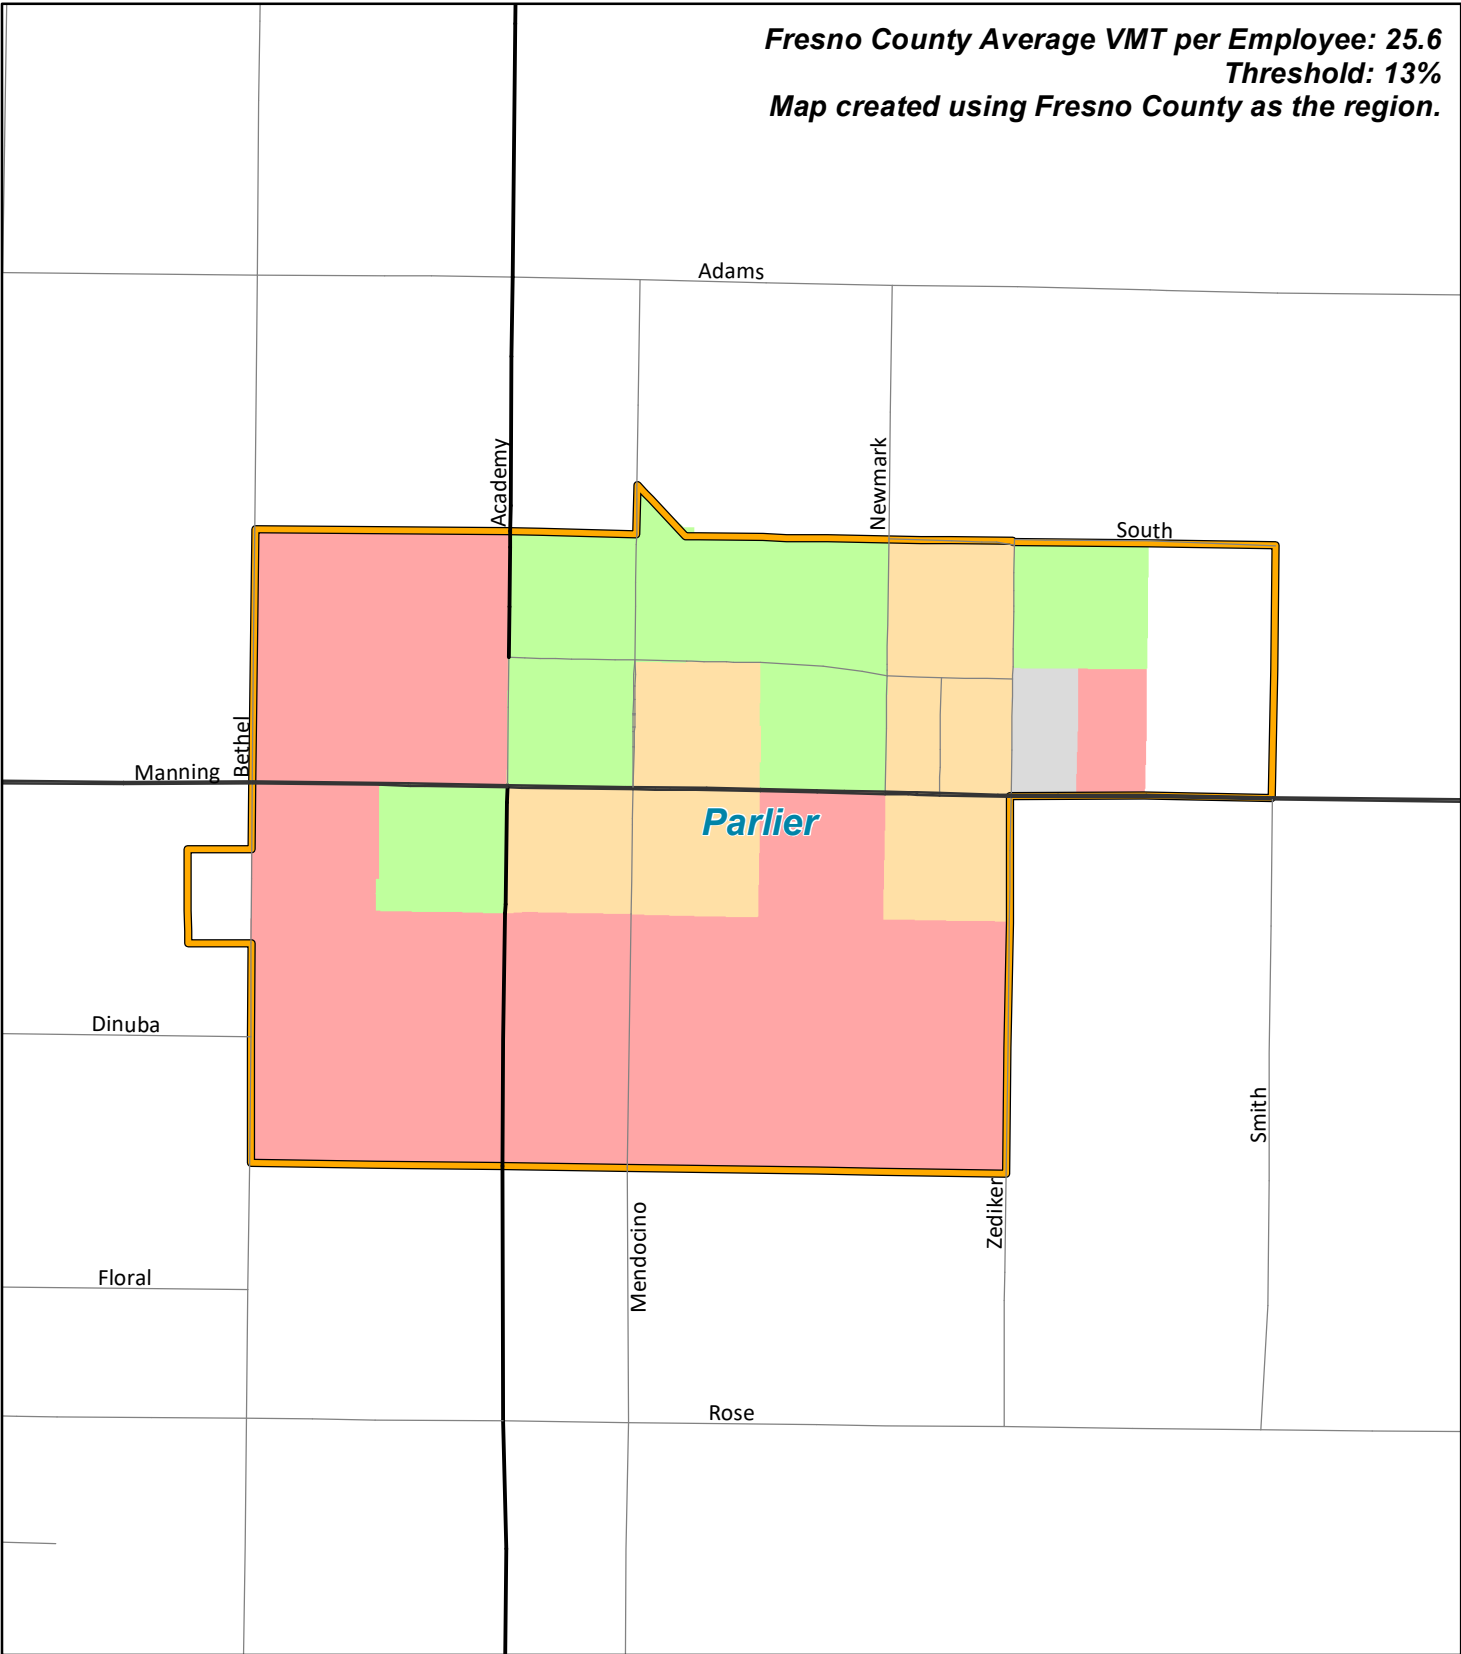 Fresno County Average VMT per Employee: 25.6
Threshold: 13%
Map created using Fresno County as the region.
Adams
Academy
Newmark
South
Bethel
Manning
Parlier
Dinuba
Smith
Zediker
Mendocino
Floral
Rose